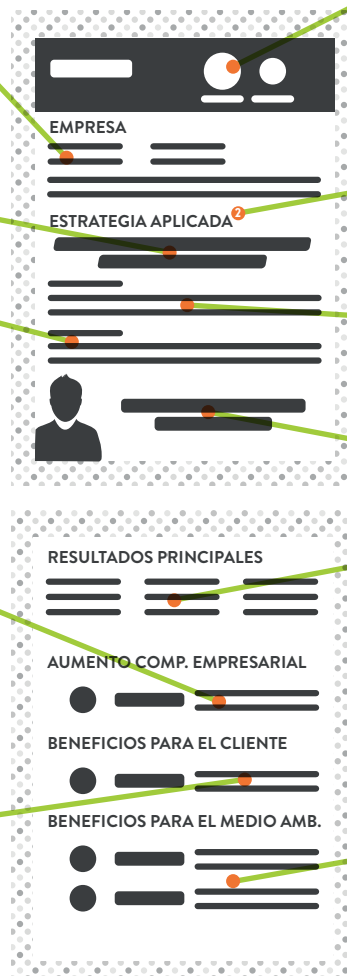 EMPRESA
ESTRATEGIA APLICADA 2
RESULTADOS PRINCIPALES
AUMENTO COMP. EMPRESARIAL
BENEFICIOS PARA EL CLIENTE
BENEFICIOS PARA EL MEDIO AMB.